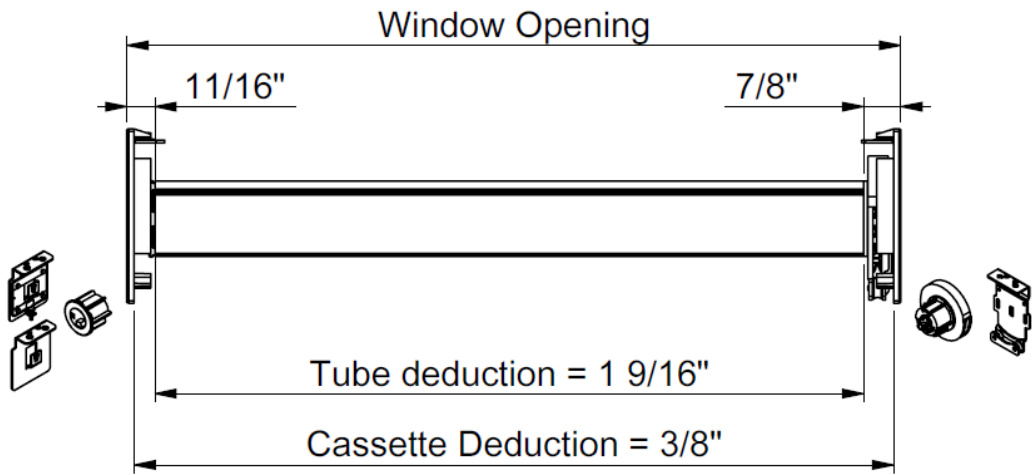 Window Opening
11/16" 7/8"
Tube deduction = 1 9/16"
Cassette Deduction = 3/8"